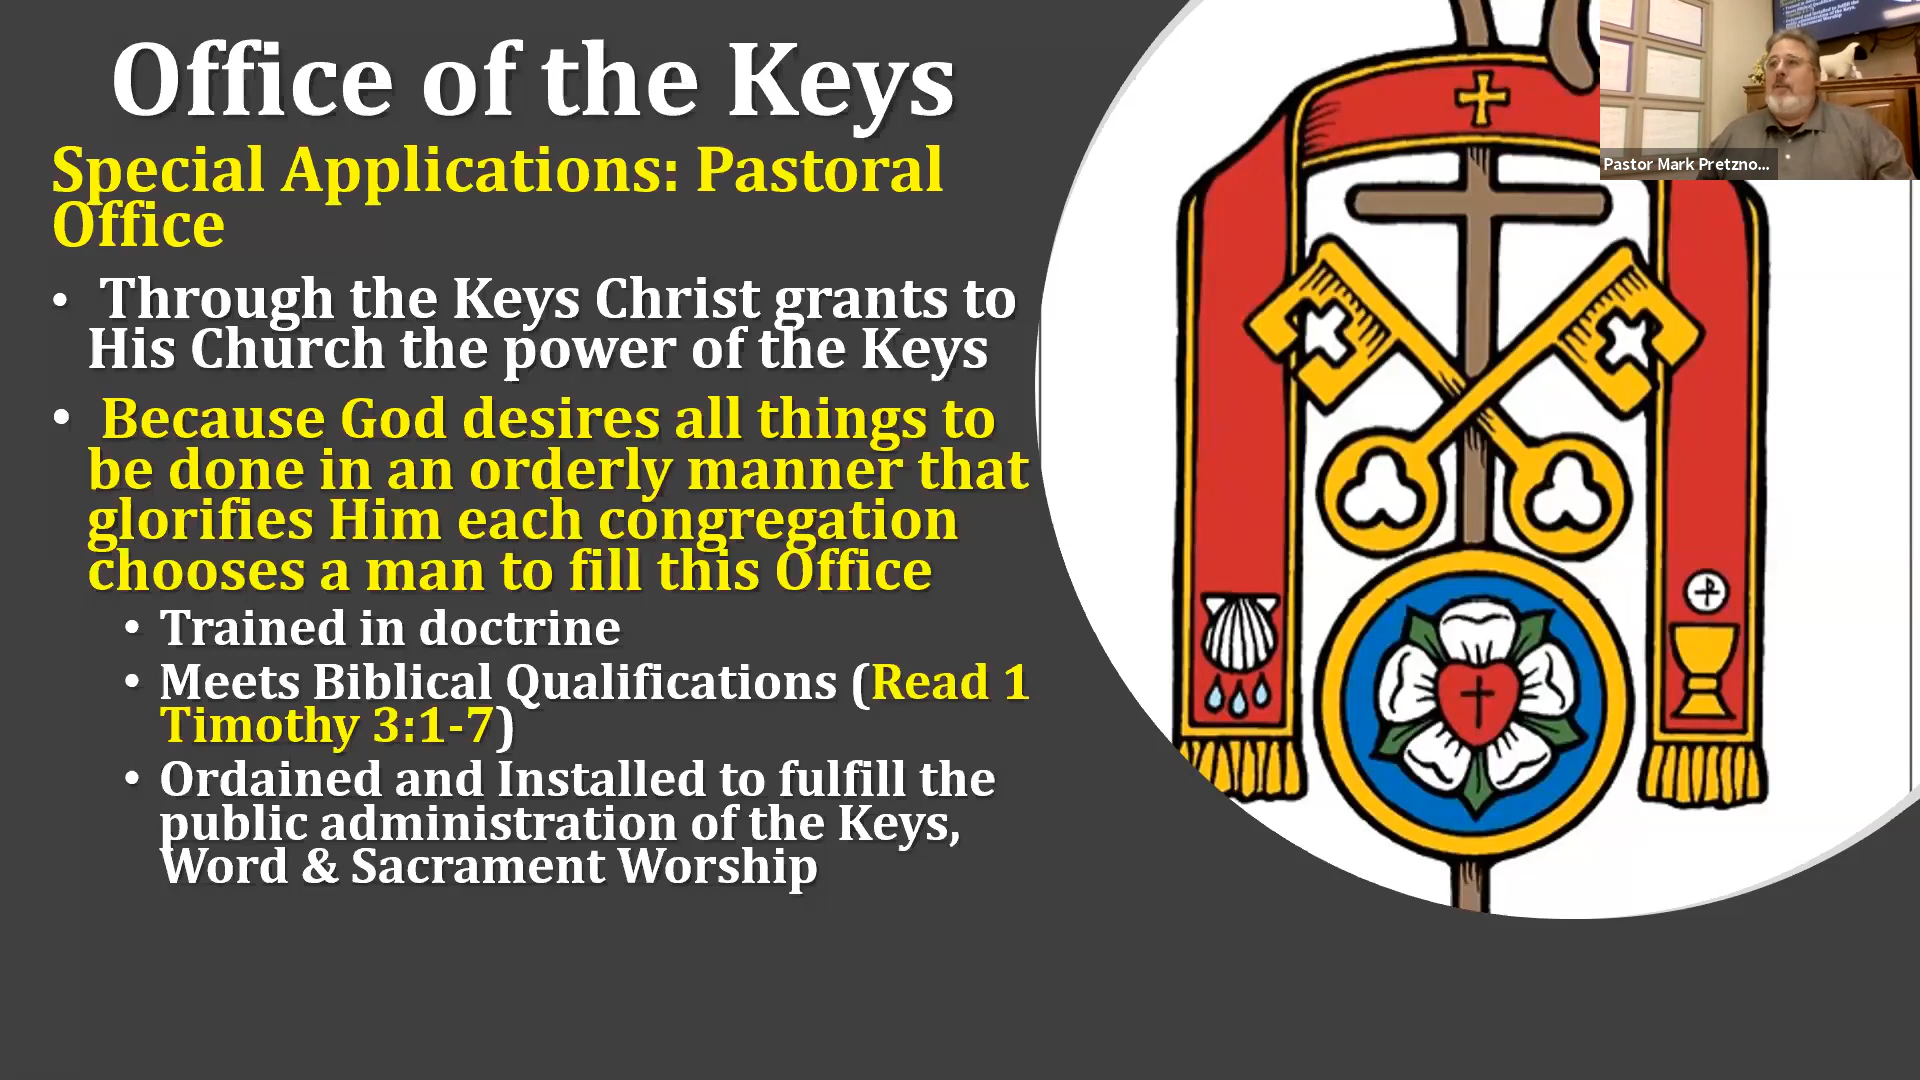 Office of the Keys
Special Applications: Pastoral
Office
• Through the Keys Christ grants to
His Church the power of the Keys
• Because God desires all things to
be done in an orderly manner that
glorifies Him each congregation
chooses a man to fill this Office
• Trained in doctrine
• Meets Biblical Qualifications (Read 1
Timothy 3:1-7)
• Ordained and Installed to fulfill the
public administration of the Keys,
Word & Sacrament Worship
Pastor Mark Pretzno...